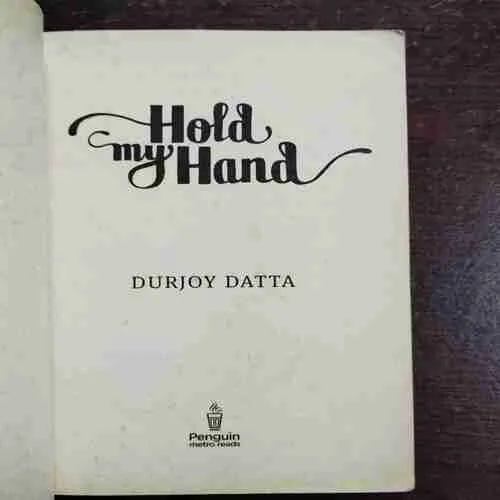 Hold
my Hand
DURJOY DATTA
Penguin
metro reads